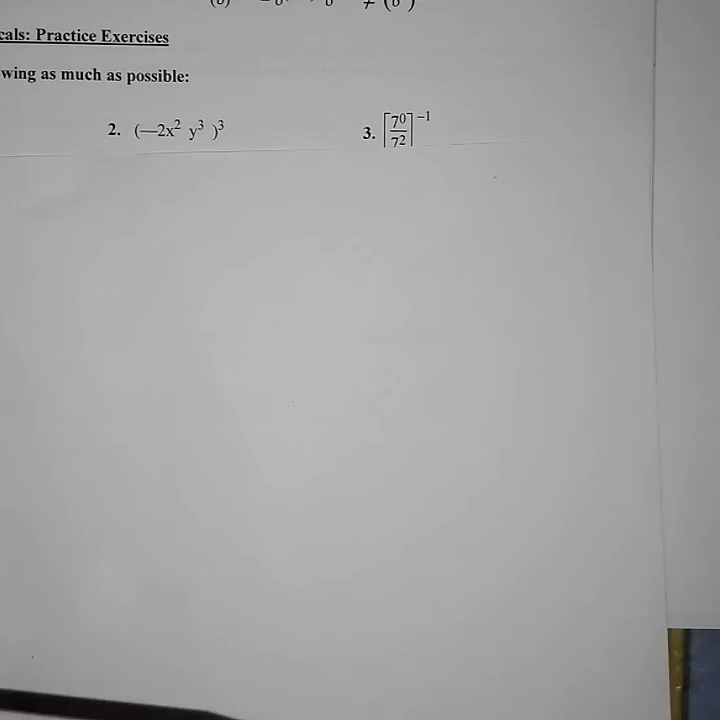 cals: Practice Exercises
wing as much as possible:
2. (—2x² y³ )³ 3. [7⁰/7²]⁻¹